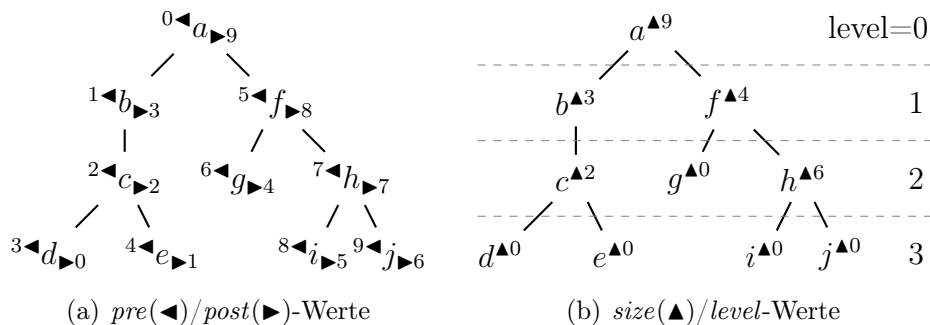 0◄a►9 a▲9 level=0
1◄b►3 5◄f►8 b▲3 f▲4 1
2◄c►2 6◄g►4 7◄h►7 c▲2 g▲0 h▲6 2
3◄d►0 4◄e►1 8◄i►5 9◄j►6 d▲0 e▲0 i▲0 j▲0 3
(a) pre(◄)/post(►)-Werte (b) size(▲)/level-Werte